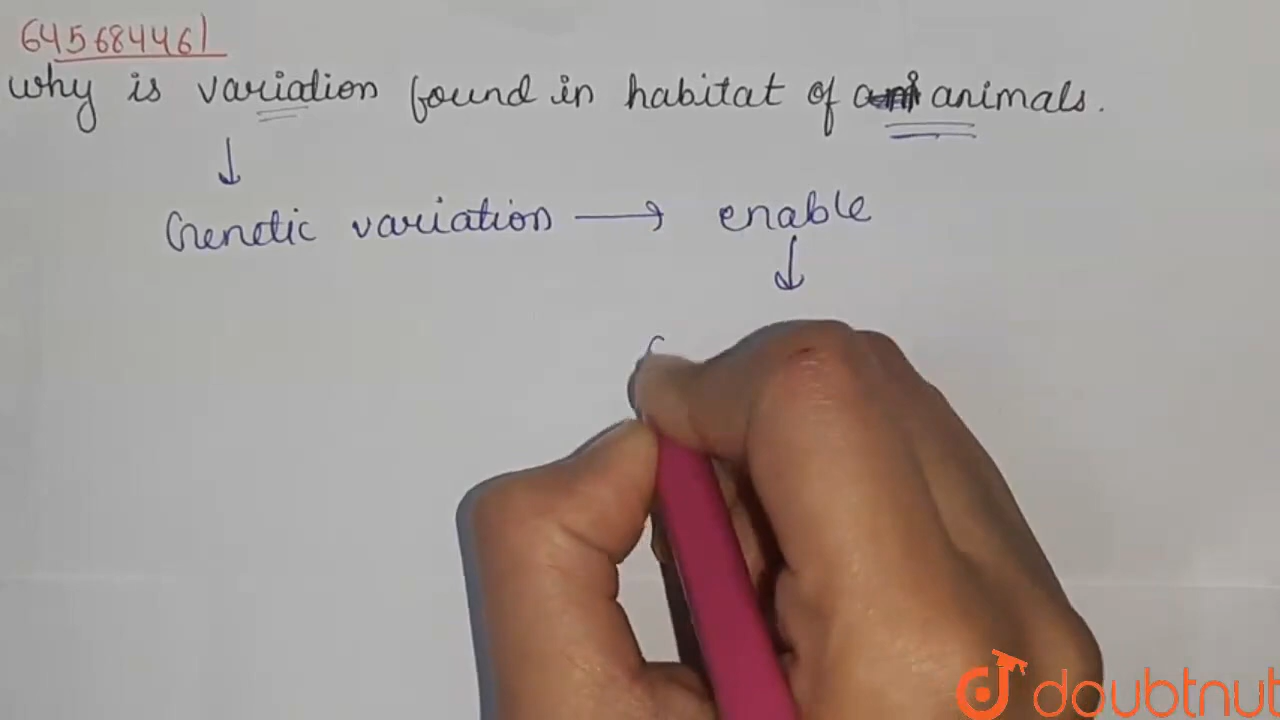 645684461
why is variation found in habitat of animals.
Genetic variation → enable
doubtnut